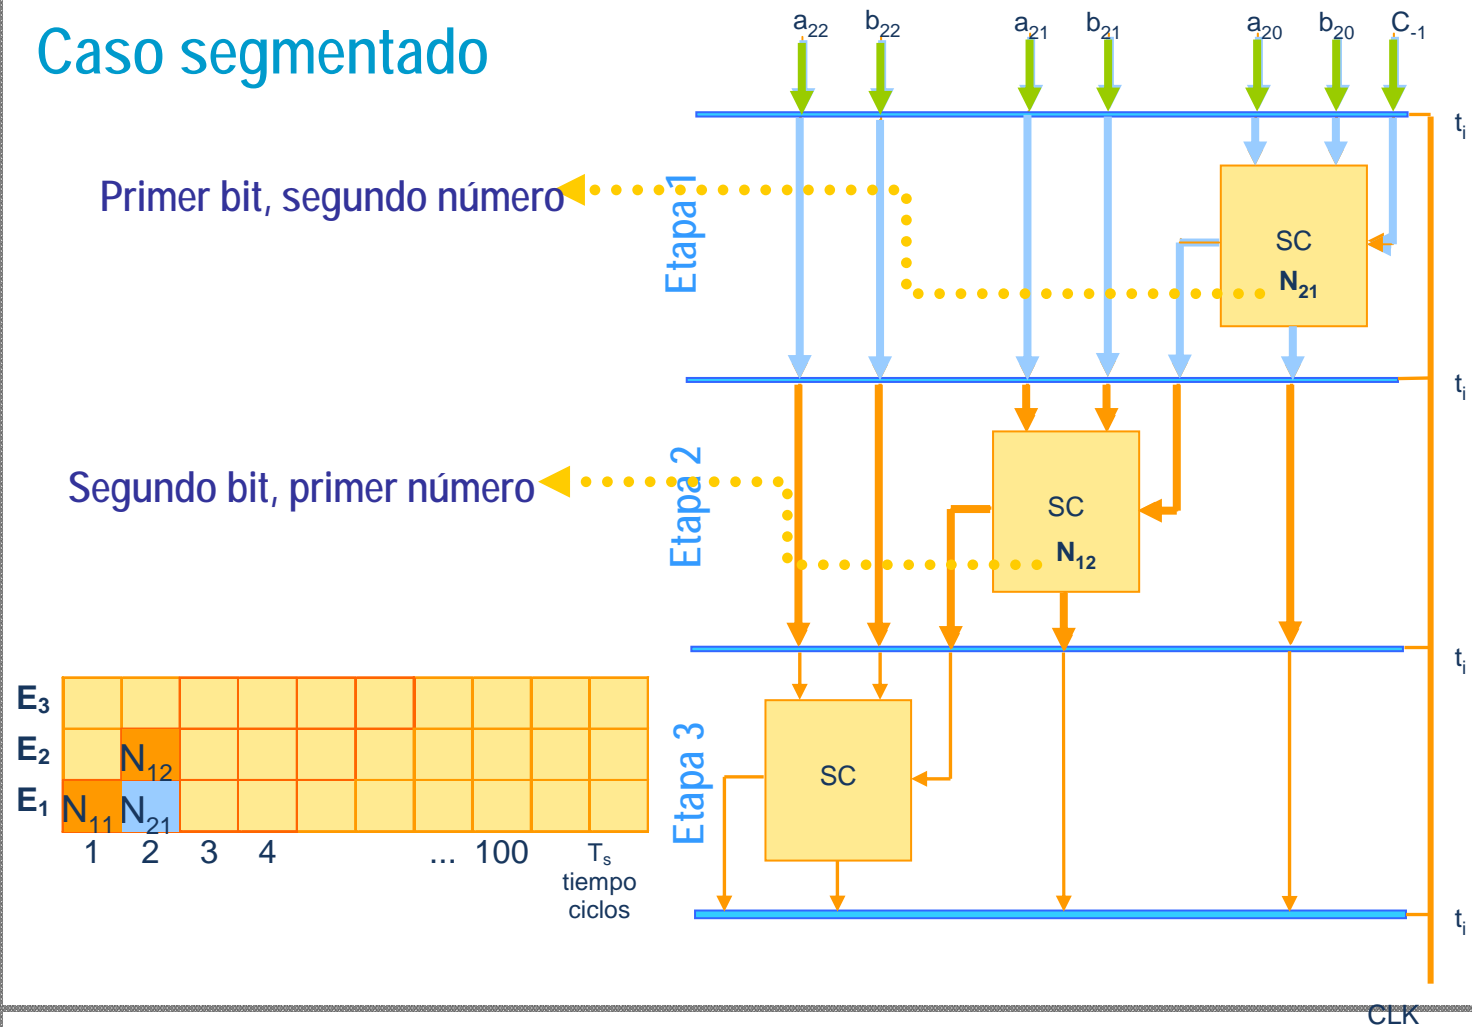 Caso segmentado
a22 b22 a21 b21 a20 b20 C-1
ti
Primer bit, segundo número
Etapa 1
SC
N21
ti
Segundo bit, primer número
Etapa 2
SC
N12
ti
Etapa 3
SC
ti
CLK
E3
E2 N12
E1 N11 N21
1 2 3 4 ... 100 Ts
tiempo
ciclos